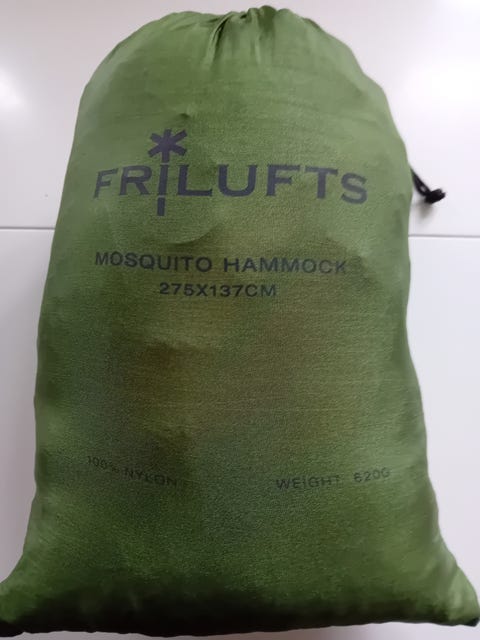 FRiLUFTS
MOSQUITO HAMMOCK
275X137CM
100% NYLON
WEiGHT 620G